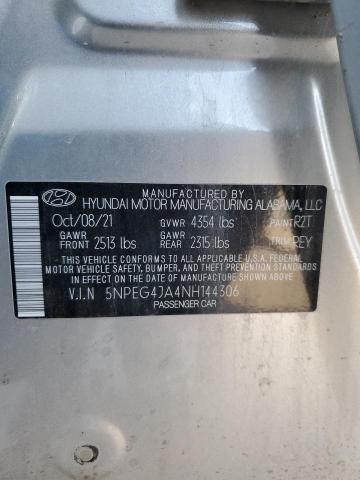 MANUFACTURED BY
HYUNDAI MOTOR MANUFACTURING ALABAMA, LLC
Oct/08/21 GVWR 4354 lbs PAINT R2T
GAWR FRONT 2513 lbs GAWR REAR 2315 lbs TRIM REY
THIS VEHICLE CONFORMS TO ALL APPLICABLE U.S.A FEDERAL
MOTOR VEHICLE SAFETY, BUMPER, AND THEFT PREVENTION STANDARDS
IN EFFECT ON THE DATE OF MANUFACTURE SHOWN ABOVE.
V.I.N 5NPEG4JA4NH144306
PASSENGER CAR